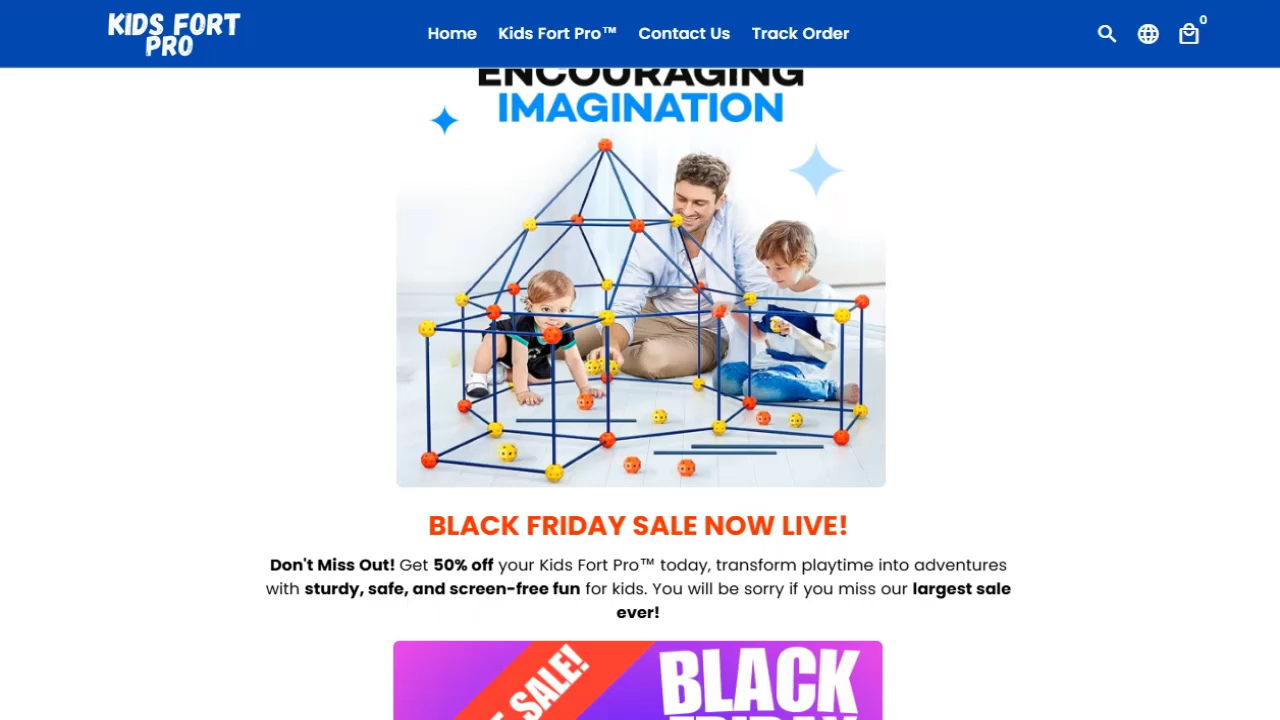 KIDS FORT
PRO
Home Kids Fort Pro™ Contact Us Track Order
0
ENCOURAGING
IMAGINATION
BLACK FRIDAY SALE NOW LIVE!
Don't Miss Out! Get 50% off your Kids Fort Pro™ today, transform playtime into adventures
with sturdy, safe, and screen-free fun for kids. You will be sorry if you miss our largest sale
ever!
SALE!
BLACK
FRIDAY